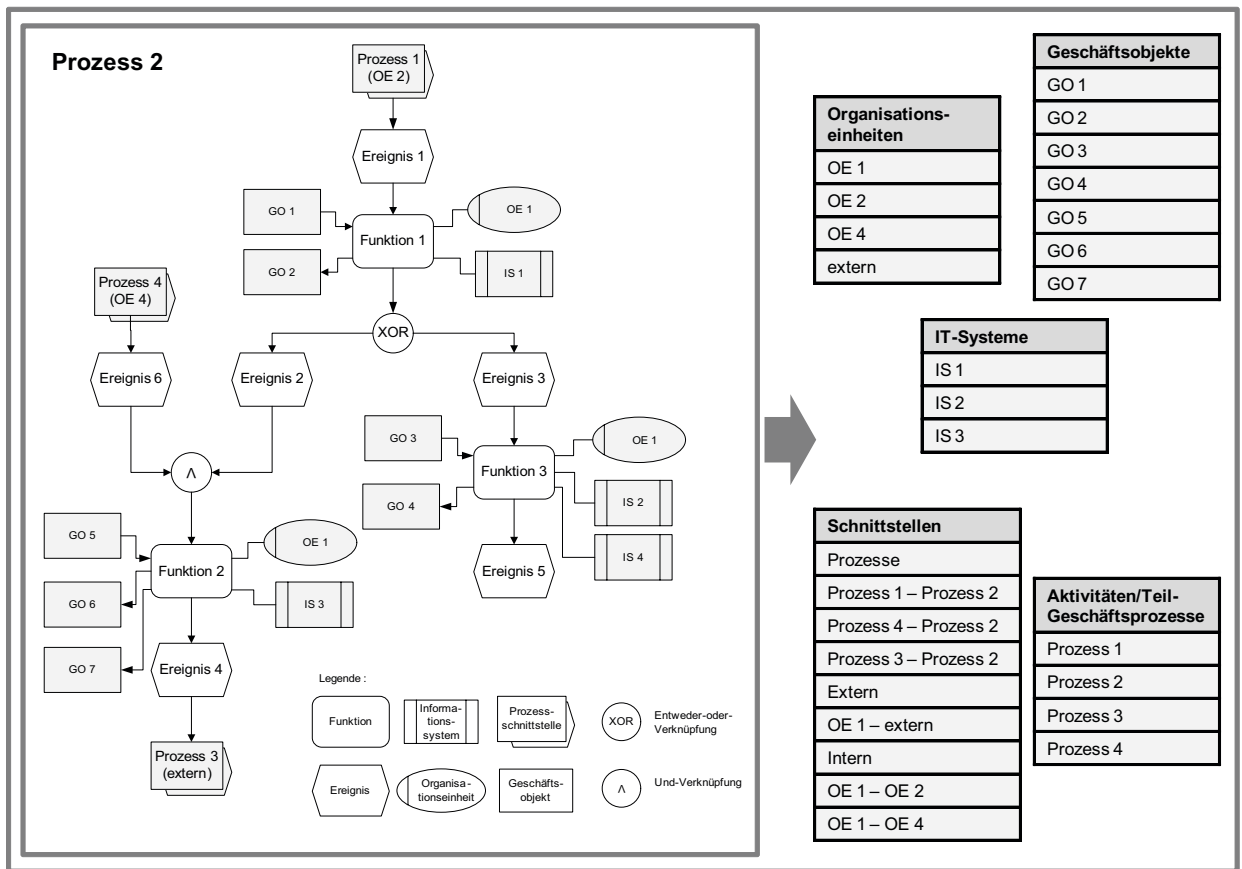 Prozess 2
Prozess 1
(OE 2)
Ereignis 1
GO 1
OE 1
Funktion 1
GO 2
IS 1
Prozess 4
(OE 4)
XOR
Ereignis 6
Ereignis 2
Ereignis 3
GO 3
OE 1
Funktion 3
Λ
GO 4
IS 2
GO 5
OE 1
IS 4
Funktion 2
Ereignis 5
GO 6
IS 3
GO 7
Ereignis 4
Prozess 3
(extern)
Legende :
Funktion
Informa-
tions-
system
Prozess-
schnittstelle
XOR
Entweder-oder-
Verknüpfung
Ereignis
Organisa-
tionseinheit
Geschäfts-
objekt
Λ
Und-Verknüpfung
Organisations-
einheiten
OE 1
OE 2
OE 4
extern
Geschäftsobjekte
GO 1
GO 2
GO 3
GO 4
GO 5
GO 6
GO 7
IT-Systeme
IS 1
IS 2
IS 3
Schnittstellen
Prozesse
Prozess 1 – Prozess 2
Prozess 4 – Prozess 2
Prozess 3 – Prozess 2
Extern
OE 1 – extern
Intern
OE 1 – OE 2
OE 1 – OE 4
Aktivitäten/Teil-
Geschäftsprozesse
Prozess 1
Prozess 2
Prozess 3
Prozess 4